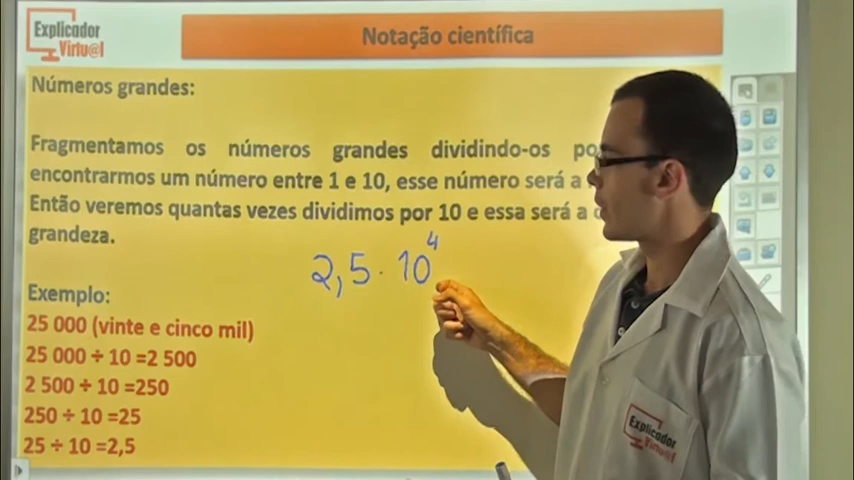 Explicador
Virtu@l
Notação científica
Números grandes:
Fragmentamos os números grandes dividindo-os
encontrarmos um número entre 1 e 10, esse número será a
Então veremos quantas vezes dividimos por 10 e essa será a
grandeza.
2,5 · 10⁴
Exemplo:
25 000 (vinte e cinco mil)
25 000 ÷ 10 =2 500
2 500 ÷ 10 =250
250 ÷ 10 =25
25 ÷ 10 =2,5
Explicador
Virtu@l